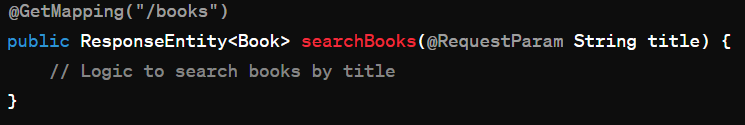 @GetMapping("/books")
public ResponseEntity<Book> searchBooks(@RequestParam String title) {
    // Logic to search books by title
}